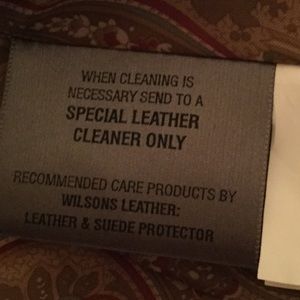 WHEN CLEANING IS
NECESSARY SEND TO A
SPECIAL LEATHER
CLEANER ONLY
RECOMMENDED CARE PRODUCTS BY
WILSONS LEATHER:
LEATHER & SUEDE PROTECTOR